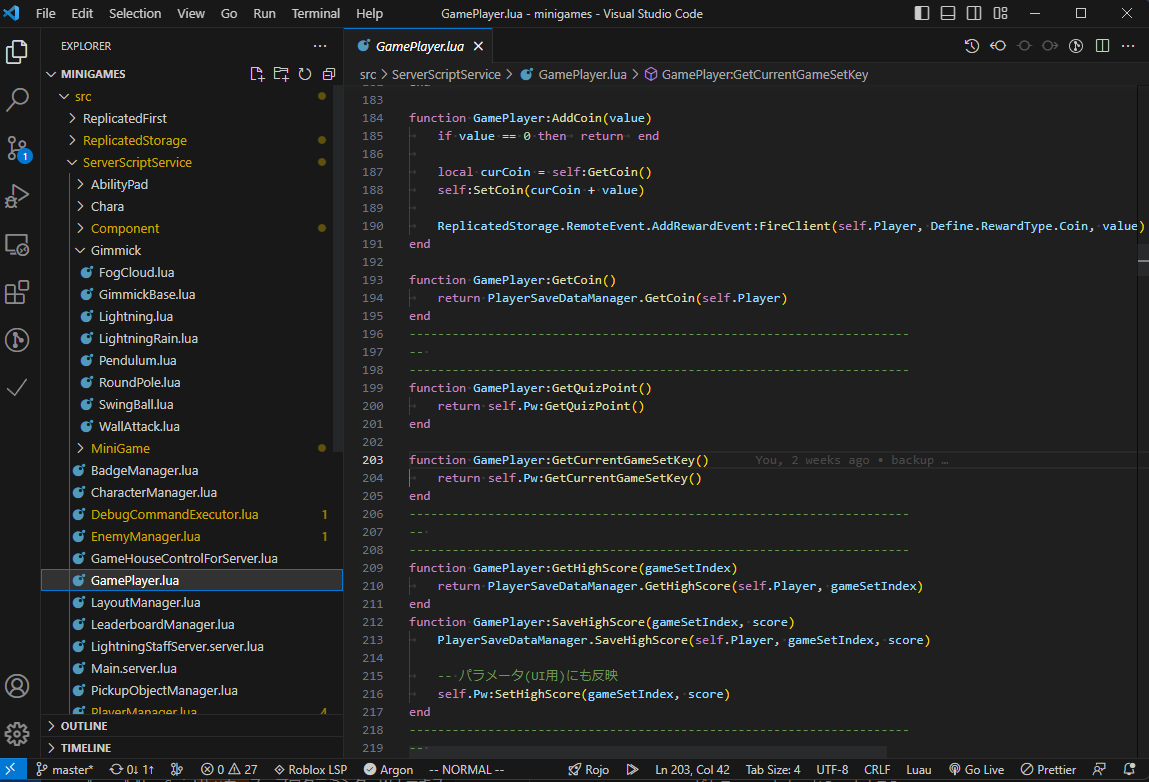 File Edit Selection View Go Run Terminal Help GamePlayer.lua - minigames - Visual Studio Code
EXPLORER
MINIGAMES
src
ReplicatedFirst
ReplicatedStorage
ServerScriptService
AbilityPad
Chara
Component
Gimmick
FogCloud.lua
GimmickBase.lua
Lightning.lua
LightningRain.lua
Pendulum.lua
RoundPole.lua
SwingBall.lua
WallAttack.lua
MiniGame
BadgeManager.lua
CharacterManager.lua
DebugCommandExecutor.lua 1
EnemyManager.lua 1
GameHouseControlForServer.lua
GamePlayer.lua
LayoutManager.lua
LeaderboardManager.lua
LightningStaffServer.server.lua
Main.server.lua
PickupObjectManager.lua
PlayerManager.lua 4
OUTLINE
TIMELINE
1
GamePlayer.lua
src > ServerScriptService > GamePlayer.lua > GamePlayer:GetCurrentGameSetKey
183
184 function GamePlayer:AddCoin(value)
185 if value == 0 then return end
186
187 local curCoin = self:GetCoin()
188 self:SetCoin(curCoin + value)
189
190 ReplicatedStorage.RemoteEvent.AddRewardEvent:FireClient(self.Player, Define.RewardType.Coin, value)
191 end
192
193 function GamePlayer:GetCoin()
194 return PlayerSaveDataManager.GetCoin(self.Player)
195 end
196 ----------------------------------------------------------------------
197 --
198 ----------------------------------------------------------------------
199 function GamePlayer:GetQuizPoint()
200 return self.Pw:GetQuizPoint()
201 end
202
203 function GamePlayer:GetCurrentGameSetKey() You, 2 weeks ago • backup …
204 return self.Pw:GetCurrentGameSetKey()
205 end
206 ----------------------------------------------------------------------
207 --
208 ----------------------------------------------------------------------
209 function GamePlayer:GetHighScore(gameSetIndex)
210 return PlayerSaveDataManager.GetHighScore(self.Player, gameSetIndex)
211 end
212 function GamePlayer:SaveHighScore(gameSetIndex, score)
213 PlayerSaveDataManager.SaveHighScore(self.Player, gameSetIndex, score)
214
215 -- パラメータ(UI用)にも反映
216 self.Pw:SetHighScore(gameSetIndex, score)
217 end
218 ----------------------------------------------------------------------
219 --
master* 0↓ 1↑ 0 27 Roblox LSP Argon -- NORMAL -- Rojo Ln 203, Col 42 Tab Size: 4 UTF-8 CRLF Luau Go Live Prettier